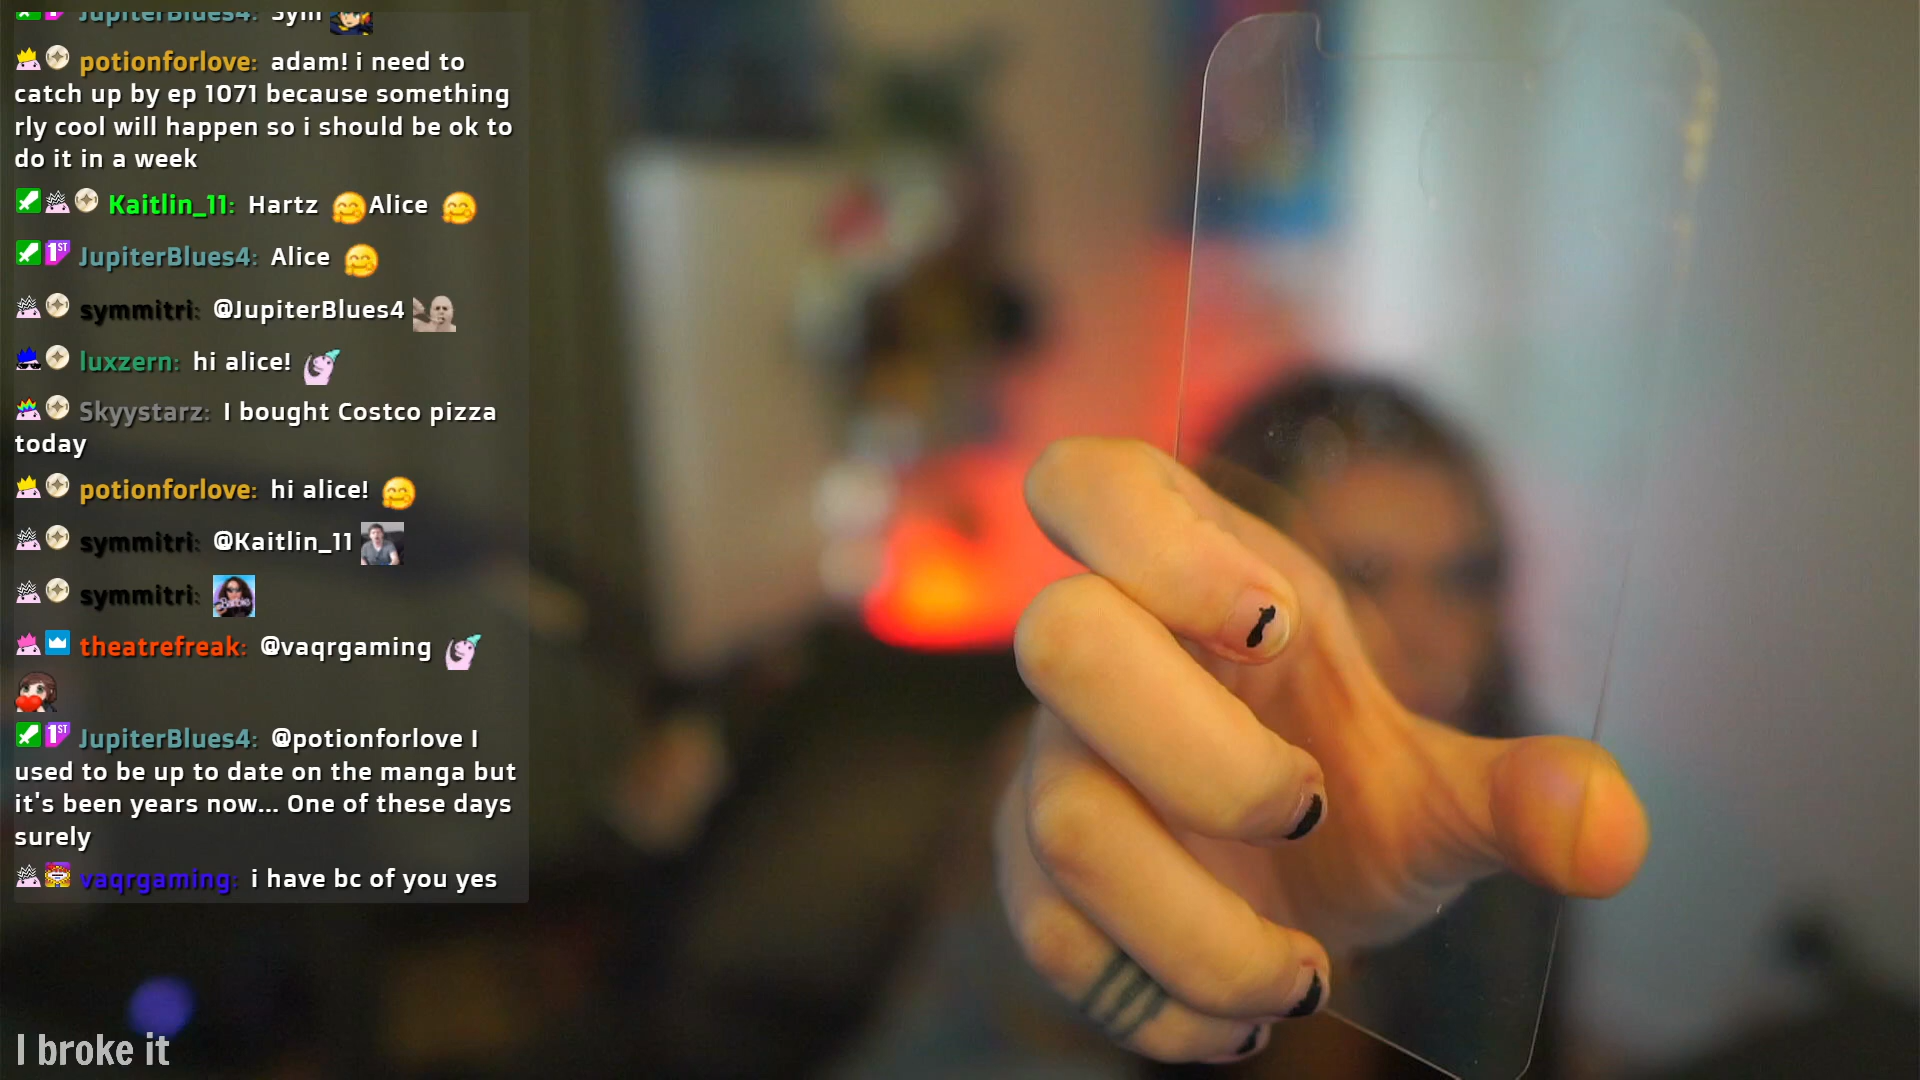 JupiterBlues4: Sym
potionforlove: adam! i need to
catch up by ep 1071 because something
rly cool will happen so i should be ok to
do it in a week
Kaitlin_11: Hartz Alice
JupiterBlues4: Alice
symmitri: @JupiterBlues4
luxzern: hi alice!
Skyystarz: I bought Costco pizza
today
potionforlove: hi alice!
symmitri: @Kaitlin_11
symmitri:
theatrefreak: @vaqrgaming
JupiterBlues4: @potionforlove I
used to be up to date on the manga but
it's been years now... One of these days
surely
vaqrgaming: i have bc of you yes
I broke it